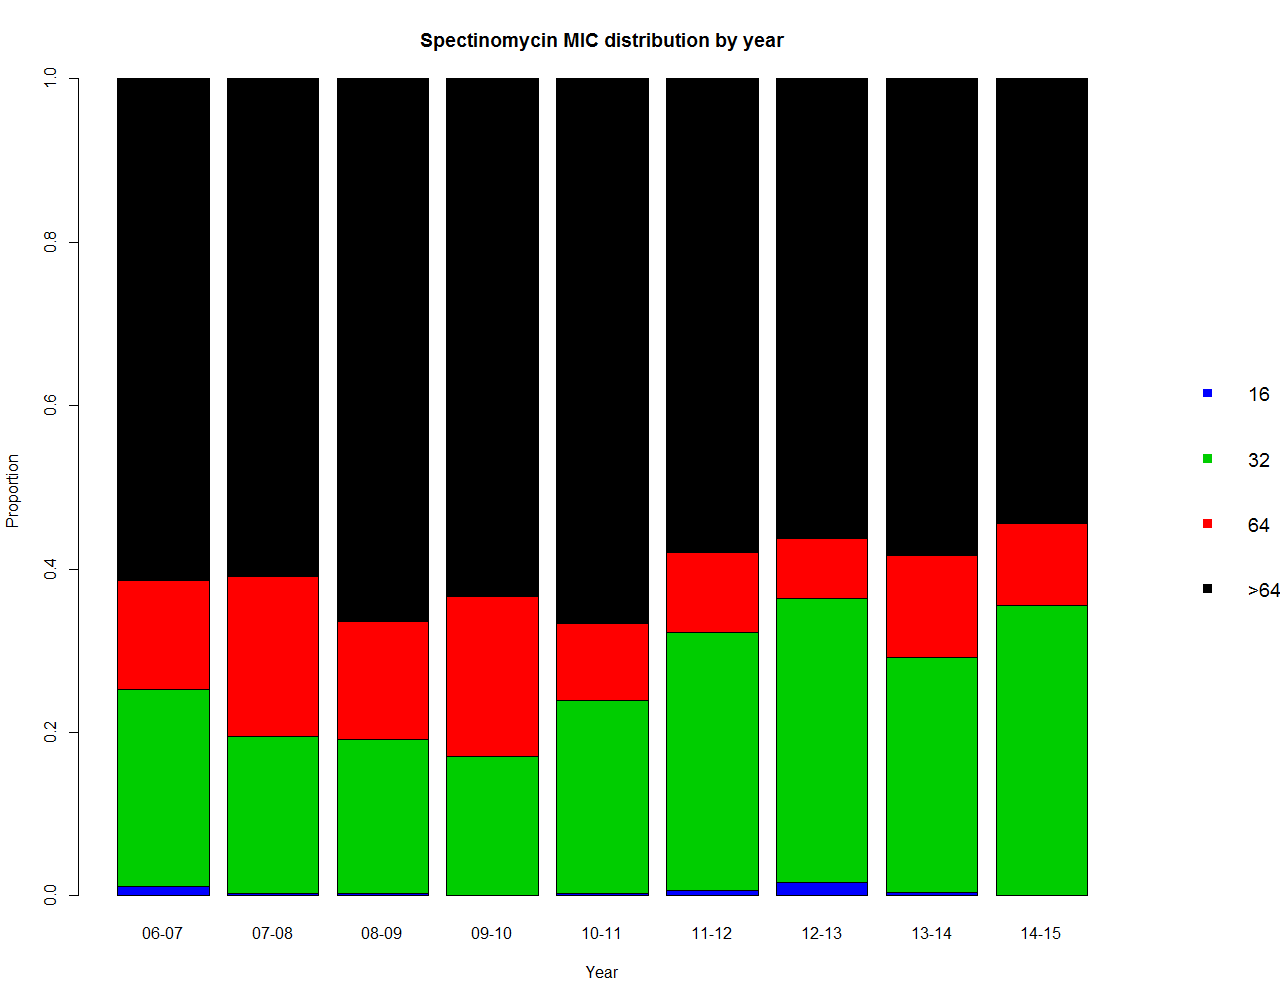 Spectinomycin MIC distribution by year
1.0
0.8
0.6
0.4
0.2
0.0
Proportion
06-07 07-08 08-09 09-10 10-11 11-12 12-13 13-14 14-15
Year
16
32
64
>64